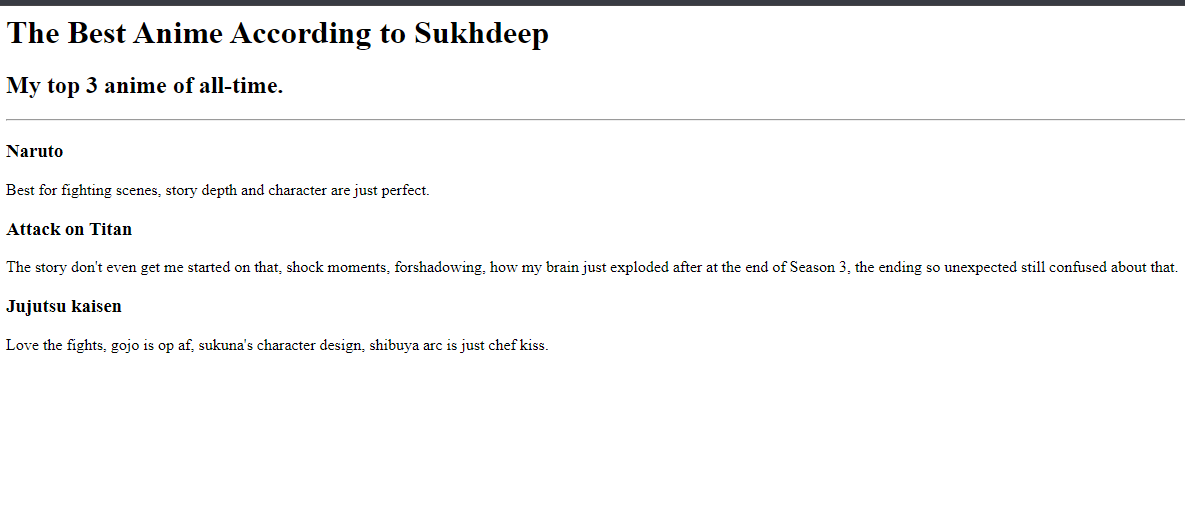 The Best Anime According to Sukhdeep
My top 3 anime of all-time.
Naruto
Best for fighting scenes, story depth and character are just perfect.
Attack on Titan
The story don't even get me started on that, shock moments, forshadowing, how my brain just exploded after at the end of Season 3, the ending so unexpected still confused about that.
Jujutsu kaisen
Love the fights, gojo is op af, sukuna's character design, shibuya arc is just chef kiss.